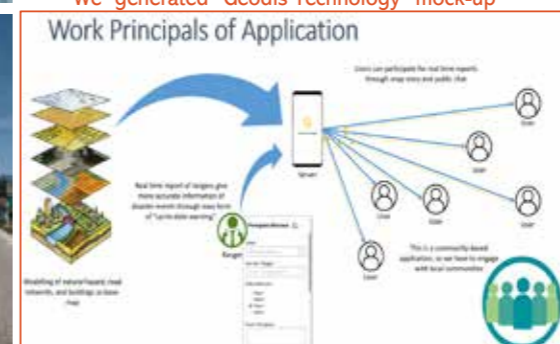 We generated "Geodis Technology" mock-up
Work Principals of Application
Users can participate for real time reports
through snap story and public chat
User
User
User
User
User
User
Server
Real time report of rangers give
more accurate information of
disaster events through easy form
of "up to date warning"
Ranger
This is a community based
application, so we have to engage
with local communities
Modelling of natural hazard, road
networks, and buildings as base
map